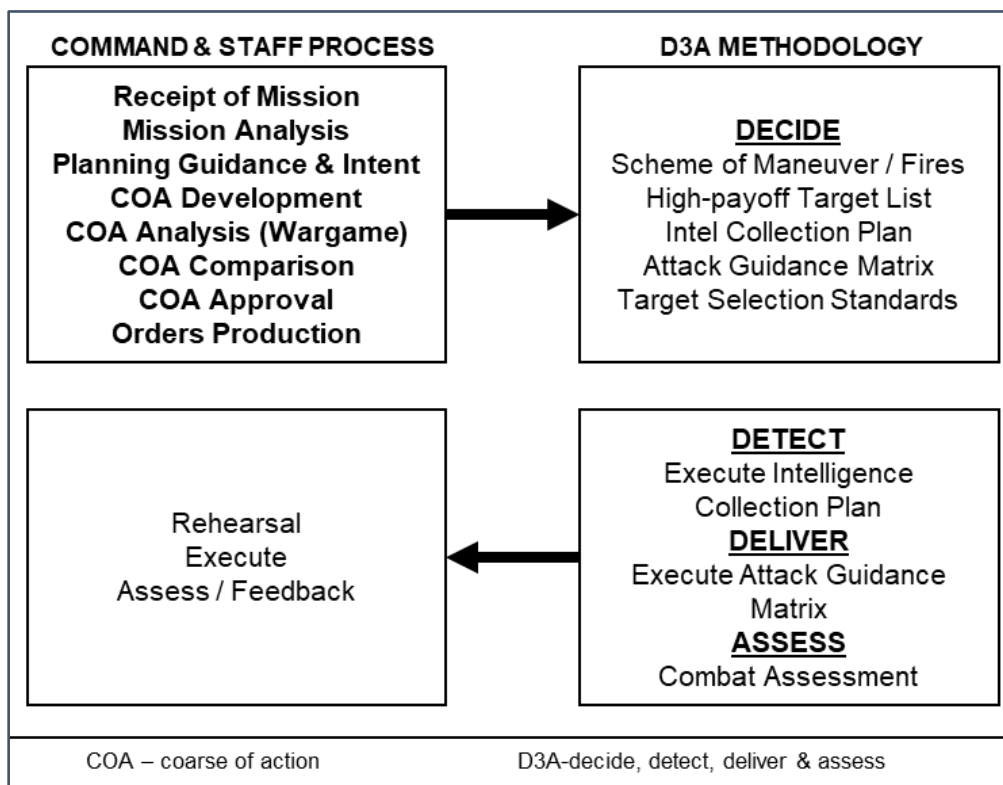 COMMAND & STAFF PROCESS
Receipt of Mission
Mission Analysis
Planning Guidance & Intent
COA Development
COA Analysis (Wargame)
COA Comparison
COA Approval
Orders Production
D3A METHODOLOGY
DECIDE
Scheme of Maneuver / Fires
High-payoff Target List
Intel Collection Plan
Attack Guidance Matrix
Target Selection Standards
Rehearsal
Execute
Assess / Feedback
DETECT
Execute Intelligence
Collection Plan
DELIVER
Execute Attack Guidance
Matrix
ASSESS
Combat Assessment
COA – coarse of action
D3A-decide, detect, deliver & assess